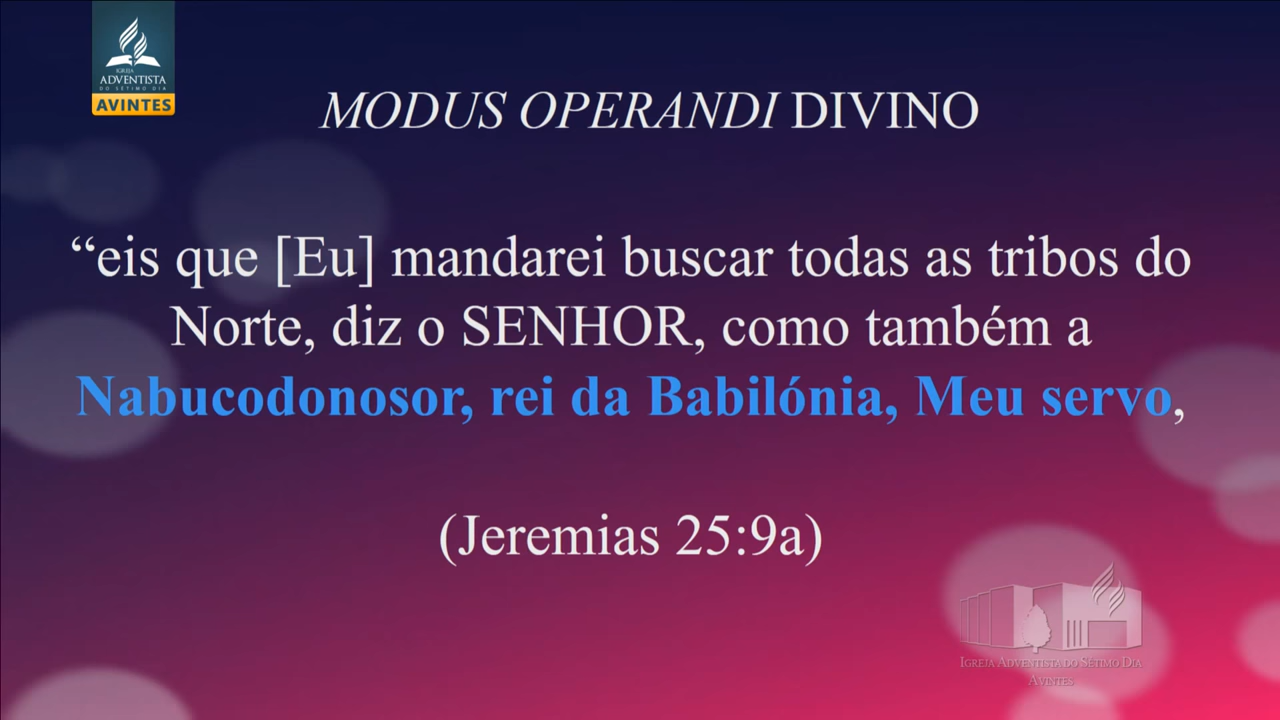 IGREJA
ADVENTISTA
DO SÉTIMO DIA
AVINTES
MODUS OPERANDI DIVINO
“eis que [Eu] mandarei buscar todas as tribos do
Norte, diz o SENHOR, como também a
Nabucodonosor, rei da Babilónia, Meu servo,
(Jeremias 25:9a)
IGREJA ADVENTISTA DO SÉTIMO DIA
AVINTES